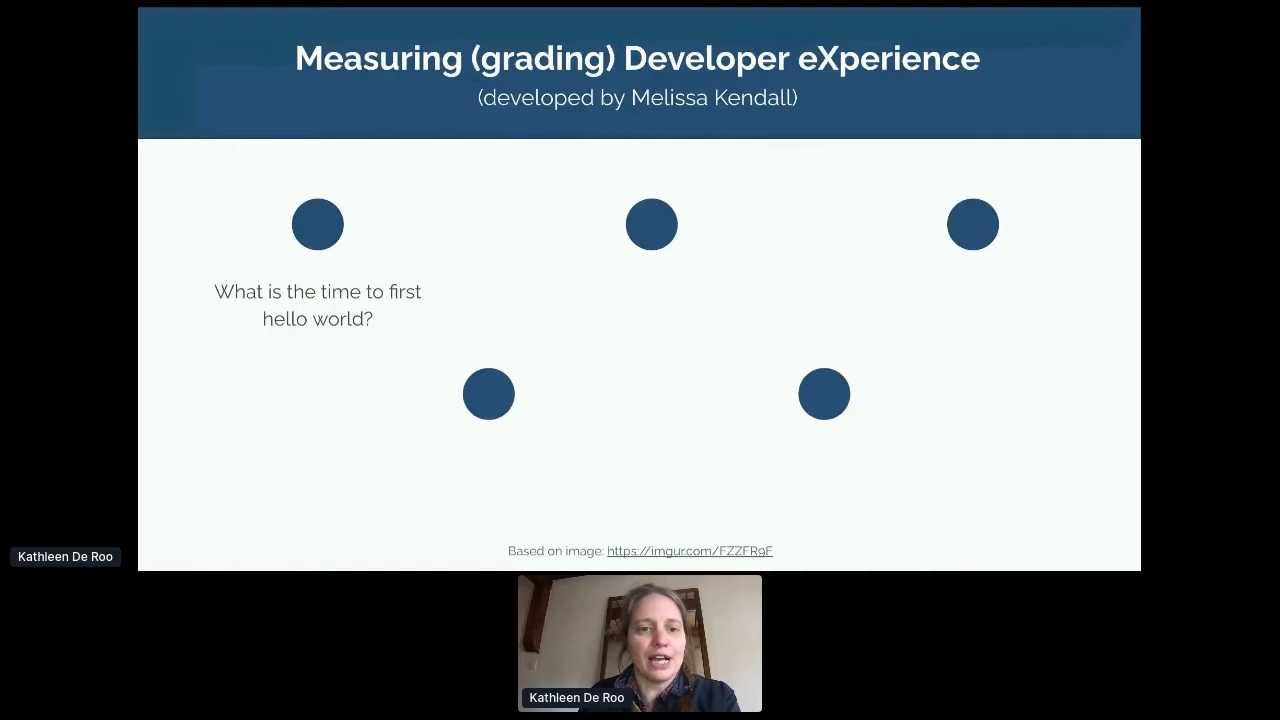 Measuring (grading) Developer eXperience
(developed by Melissa Kendall)
What is the time to first
hello world?
Based on image: https://imgur.com/FZZFR9F
Kathleen De Roo
Kathleen De Roo